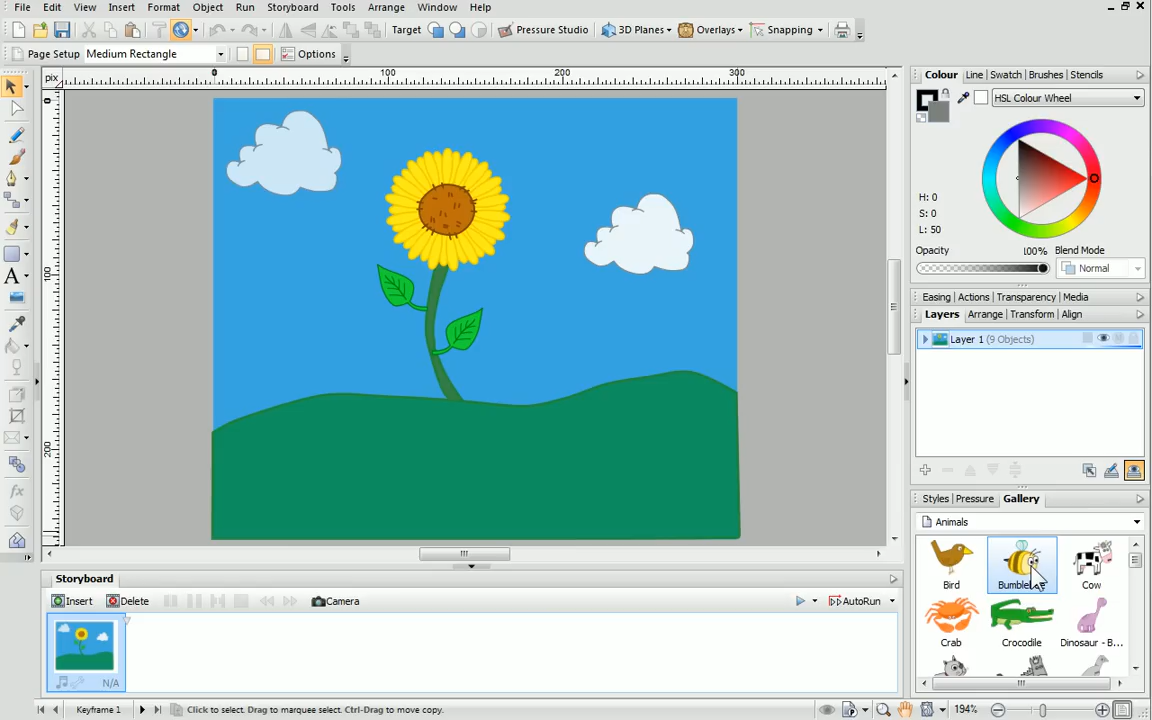 File Edit View Insert Format Object Run Storyboard Tools Arrange Window Help
Target Pressure Studio 3D Planes Overlays Snapping
Page Setup Medium Rectangle Options
pix 0 100 200 300
0
100
200
Colour Line Swatch Brushes Stencils
HSL Colour Wheel
H: 0
S: 0
L: 50
Opacity 100% Blend Mode
Normal
Easing Actions Transparency Media
Layers Arrange Transform Align
Layer 1 (9 Objects)
Styles Pressure Gallery
Animals
Bird Cow
Crab Crocodile Dinosaur - B...
Storyboard
Insert Delete Camera AutoRun
N/A
Keyframe 1 Click to select. Drag to marquee select. Ctrl-Drag to move copy. 194%